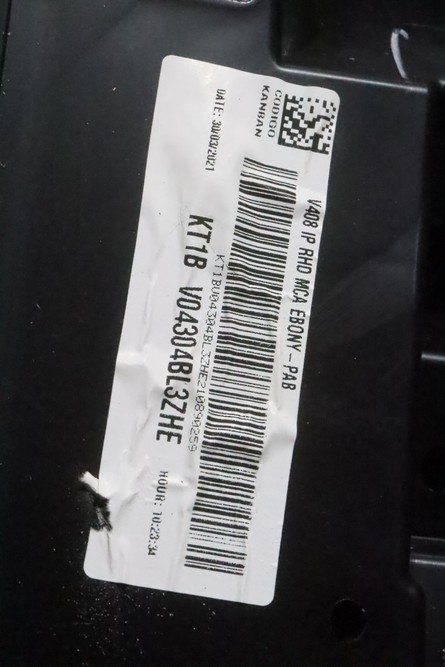 CODIGO
KANBAN
DATE: 30/03/2021
V408 IP RHD MCA EBONY - PAB
KT1BV04304BL3ZHE210890259
KT1B V04304BL3ZHE
HOUR: 10:23:34